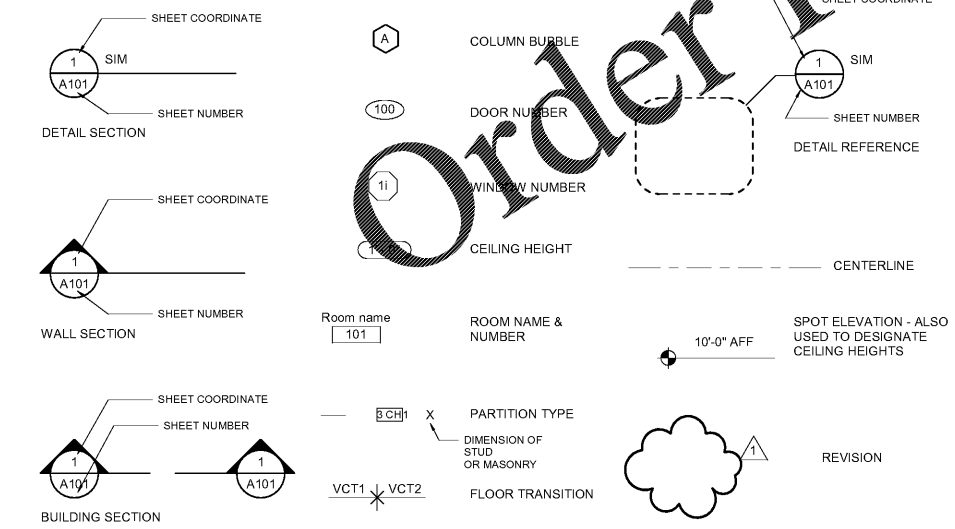 SHEET COORDINATE
1
SIM
A101
SHEET NUMBER
DETAIL SECTION
SHEET COORDINATE
1
A101
SHEET NUMBER
WALL SECTION
SHEET COORDINATE
SHEET NUMBER
1
A101
1
A101
BUILDING SECTION
A
COLUMN BUBBLE
100
DOOR NUMBER
1i
WINDOW NUMBER
CEILING HEIGHT
Room name
101
ROOM NAME &
NUMBER
3 CH1
X
PARTITION TYPE
DIMENSION OF
STUD
OR MASONRY
VCT1
VCT2
FLOOR TRANSITION
Order
SHEET COORDINATE
1
SIM
A101
SHEET NUMBER
DETAIL REFERENCE
CENTERLINE
10'-0" AFF
SPOT ELEVATION - ALSO
USED TO DESIGNATE
CEILING HEIGHTS
1
REVISION